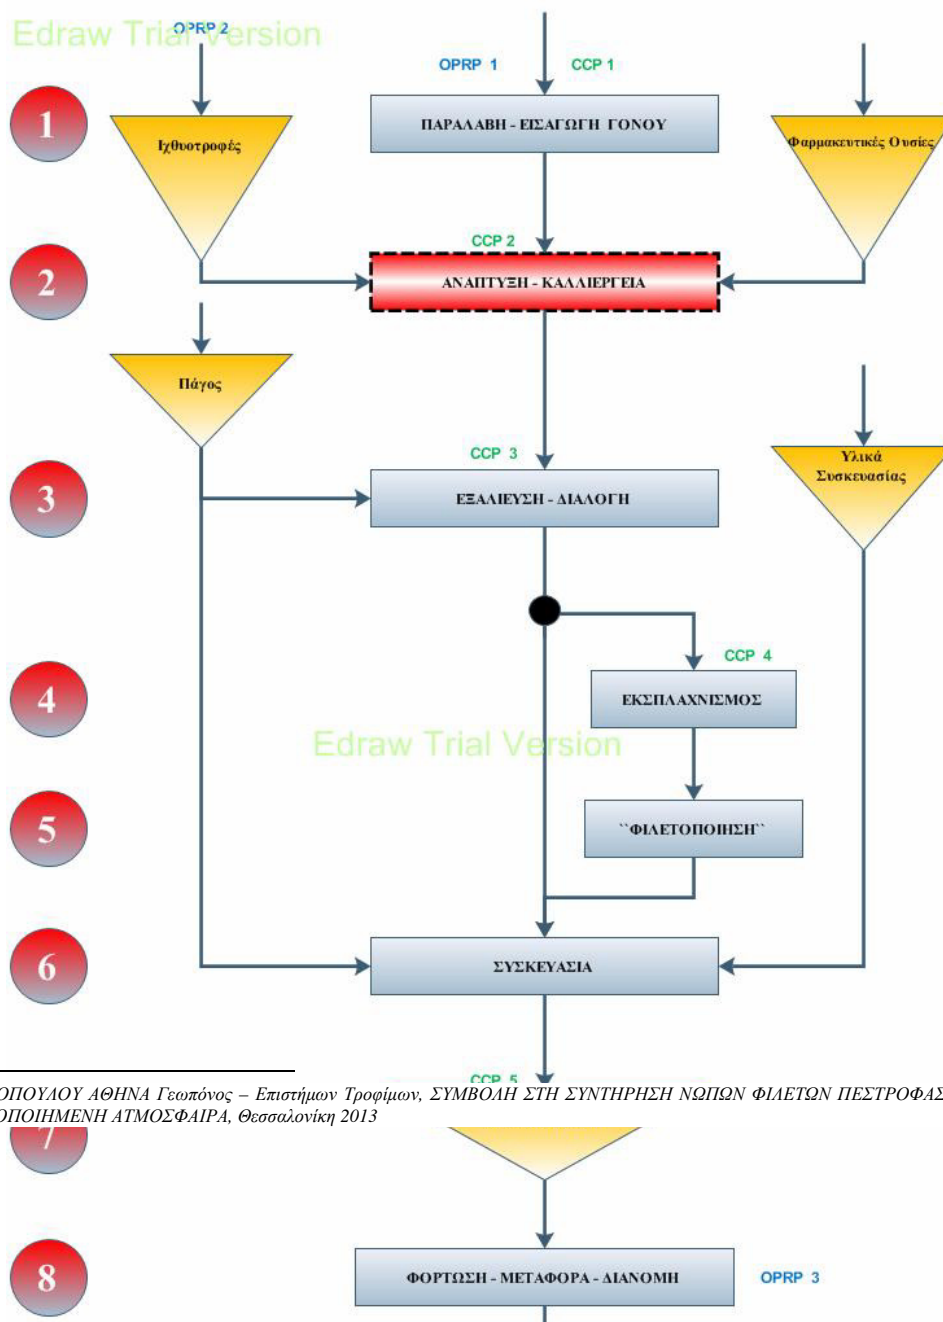 Edraw Trial Version
OPRP 2
OPRP 1
CCP 1
1
ΠΑΡΑΛΑΒΗ - ΕΙΣΑΓΩΓΗ ΓΟΝΟΥ
Ιχθυοτροφές
Φαρμακευτικές Ουσίες
CCP 2
2
ΑΝΑΠΤΥΞΗ - ΚΑΛΛΙΕΡΓΕΙΑ
Πάγος
CCP 3
Υλικά
Συσκευασίας
3
ΕΞΑΛΙΕΥΣΗ - ΔΙΑΛΟΓΗ
CCP 4
4
ΕΚΣΠΛΑΧΝΙΣΜΟΣ
Edraw Trial Version
5
``ΦΙΛΕΤΟΠΟΙΗΣΗ``
6
ΣΥΣΚΕΥΑΣΙΑ
CCP 5
ΟΠΟΥΛΟΥ ΑΘΗΝΑ Γεωπόνος – Επιστήμων Τροφίμων, ΣΥΜΒΟΛΗ ΣΤΗ ΣΥΝΤΗΡΗΣΗ ΝΩΠΩΝ ΦΙΛΕΤΩΝ ΠΕΣΤΡΟΦΑΣ
ΟΠΟΙΗΜΕΝΗ ΑΤΜΟΣΦΑΙΡΑ, Θεσσαλονίκη 2013
7
8
ΦΟΡΤΩΣΗ - ΜΕΤΑΦΟΡΑ - ΔΙΑΝΟΜΗ
OPRP 3